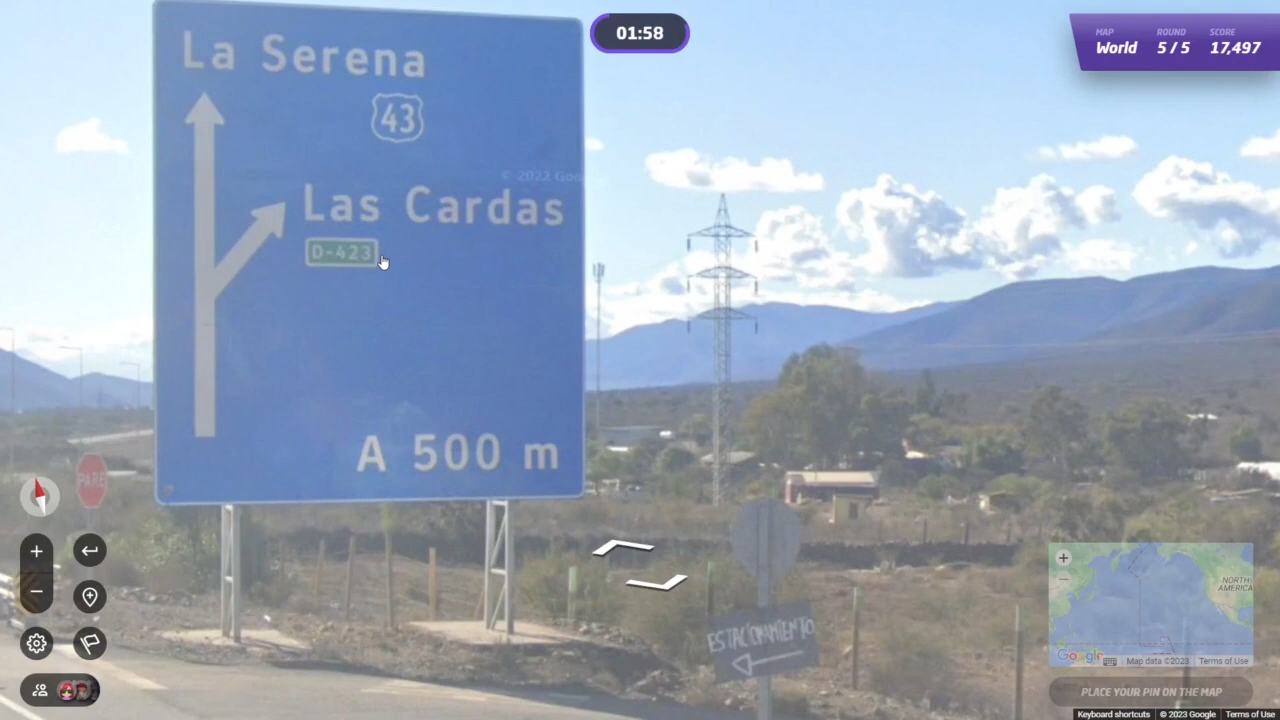 La Serena
43
Las Cardas
D-423
A 500 m
PARE
ESTACIONAMIENTO
© 2022 Goo
01:58
MAP
World
ROUND
5 / 5
SCORE
17,497
NORTH
AMERICA
Google
Map data ©2023
Terms of Use
PLACE YOUR PIN ON THE MAP
Keyboard shortcuts
© 2023 Google
Terms of Use